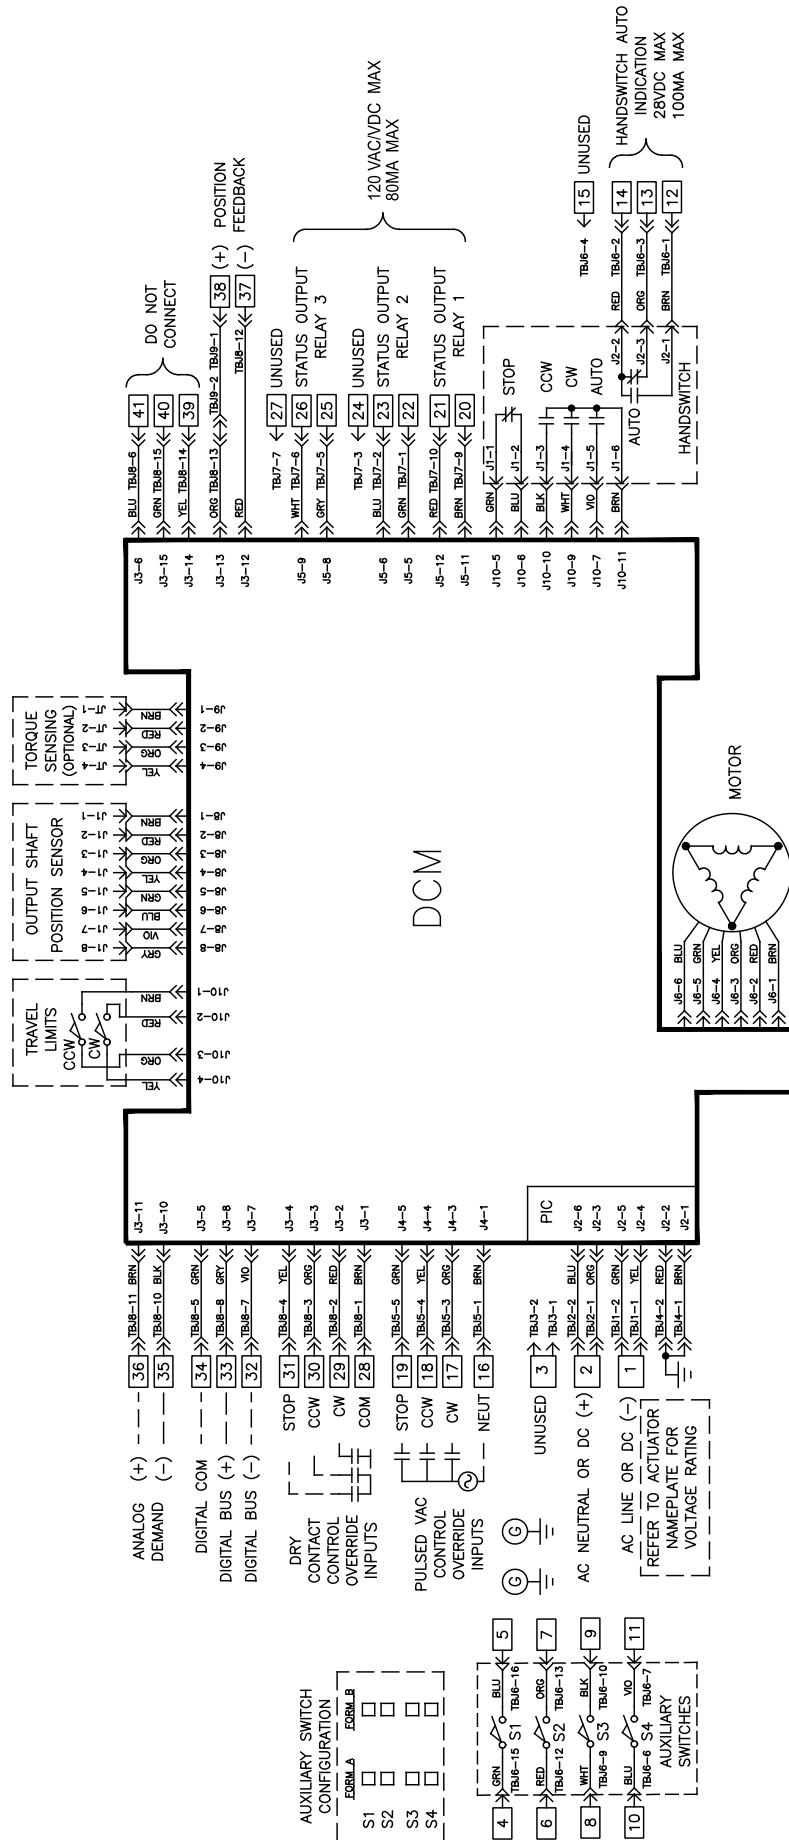 DO NOT
CONNECT
41
40
39
BLU TBJ8-6
GRN TBJ8-15
YEL TBJ8-14
ORG TBJ8-13
TBJ9-2 TBJ9-1
RED
TBJ8-12
38 (+) POSITION
37 (-) FEEDBACK
J3-6
J3-15
J3-14
J3-13
J3-12
120 VAC/VDC MAX
80MA MAX
TBJ7-7
27 UNUSED
WHT TBJ7-6
26 STATUS OUTPUT
RELAY 3
GRY TBJ7-5
25
TBJ7-3
24 UNUSED
BLU TBJ7-2
23 STATUS OUTPUT
RELAY 2
GRN TBJ7-1
22
RED TBJ7-10
21 STATUS OUTPUT
RELAY 1
BRN TBJ7-9
20
J5-9
J5-8
J5-6
J5-5
J5-12
J5-11
HANDSWITCH AUTO
INDICATION
28VDC MAX
100MA MAX
TBJ6-4
15 UNUSED
RED
TBJ6-2
14
ORG
TBJ6-3
13
BRN
TBJ6-1
12
J2-2
J2-3
J2-1
AUTO
HANDSWITCH
STOP
CCW
CW
AUTO
GRN
J1-1
BLU
J1-2
BLK
J1-3
WHT
J1-4
VIO
J1-5
BRN
J1-6
J10-5
J10-6
J10-10
J10-9
J10-7
J10-11
TORQUE
SENSING
(OPTIONAL)
JT-1
JT-2
JT-3
JT-4
BRN
RED
ORG
YEL
J9-1
J9-2
J9-3
J9-4
OUTPUT SHAFT
POSITION SENSOR
J1-1
J1-2
J1-3
J1-4
J1-5
J1-6
J1-7
J1-8
BRN
RED
ORG
YEL
GRN
BLU
VIO
GRY
J8-1
J8-2
J8-3
J8-4
J8-5
J8-6
J8-7
J8-8
TRAVEL
LIMITS
CCW
CW
BRN
RED
ORG
YEL
J10-1
J10-2
J10-3
J10-4
DCM
MOTOR
J6-6 BLU
J6-5 GRN
J6-4 YEL
J6-3 ORG
J6-2 RED
J6-1 BRN
PIC
J3-11
J3-10
J3-5
J3-8
J3-7
J3-4
J3-3
J3-2
J3-1
J4-5
J4-4
J4-3
J4-1
J2-6
J2-3
J2-5
J2-4
J2-2
J2-1
ANALOG (+)
DEMAND (-)
36
TBJ8-11 BRN
35
TBJ8-10 BLK
DIGITAL COM
34
TBJ8-5 GRN
DIGITAL BUS (+)
33
TBJ8-8 GRY
DIGITAL BUS (-)
32
TBJ8-7 VIO
DRY
CONTACT
CONTROL
OVERRIDE
INPUTS
STOP
31
TBJ8-4 YEL
CCW
30
TBJ8-3 ORG
CW
29
TBJ8-2 RED
COM
28
TBJ8-1 BRN
PULSED VAC
CONTROL
OVERRIDE
INPUTS
STOP
19
TBJ5-5 GRN
CCW
18
TBJ5-4 YEL
CW
17
TBJ5-3 ORG
NEUT
16
TBJ5-1 BRN
UNUSED
3
TBJ3-2
TBJ3-1
AC NEUTRAL OR DC (+)
2
TBJ2-2 BLU
TBJ2-1 ORG
AC LINE OR DC (-)
1
TBJ1-2 GRN
TBJ1-1 YEL
TBJ4-2 RED
TBJ4-1 BRN
REFER TO ACTUATOR
NAMEPLATE FOR
VOLTAGE RATING
G
G
AUXILIARY SWITCH
CONFIGURATION
FORM A
FORM B
S1
S2
S3
S4
4
GRN
TBJ6-15
S1
BLU
TBJ6-16
5
6
RED
TBJ6-12
S2
ORG
TBJ6-13
7
8
WHT
TBJ6-9
S3
BLK
TBJ6-10
9
10
BLU
TBJ6-6
S4
VIO
TBJ6-7
11
AUXILIARY
SWITCHES